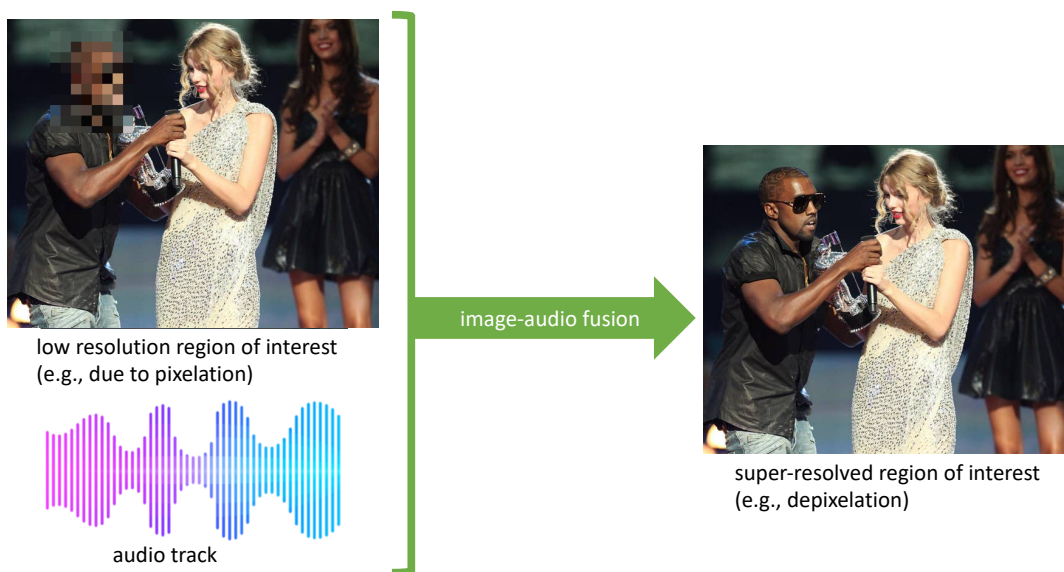 low resolution region of interest
(e.g., due to pixelation)
audio track
image-audio fusion
super-resolved region of interest
(e.g., depixelation)